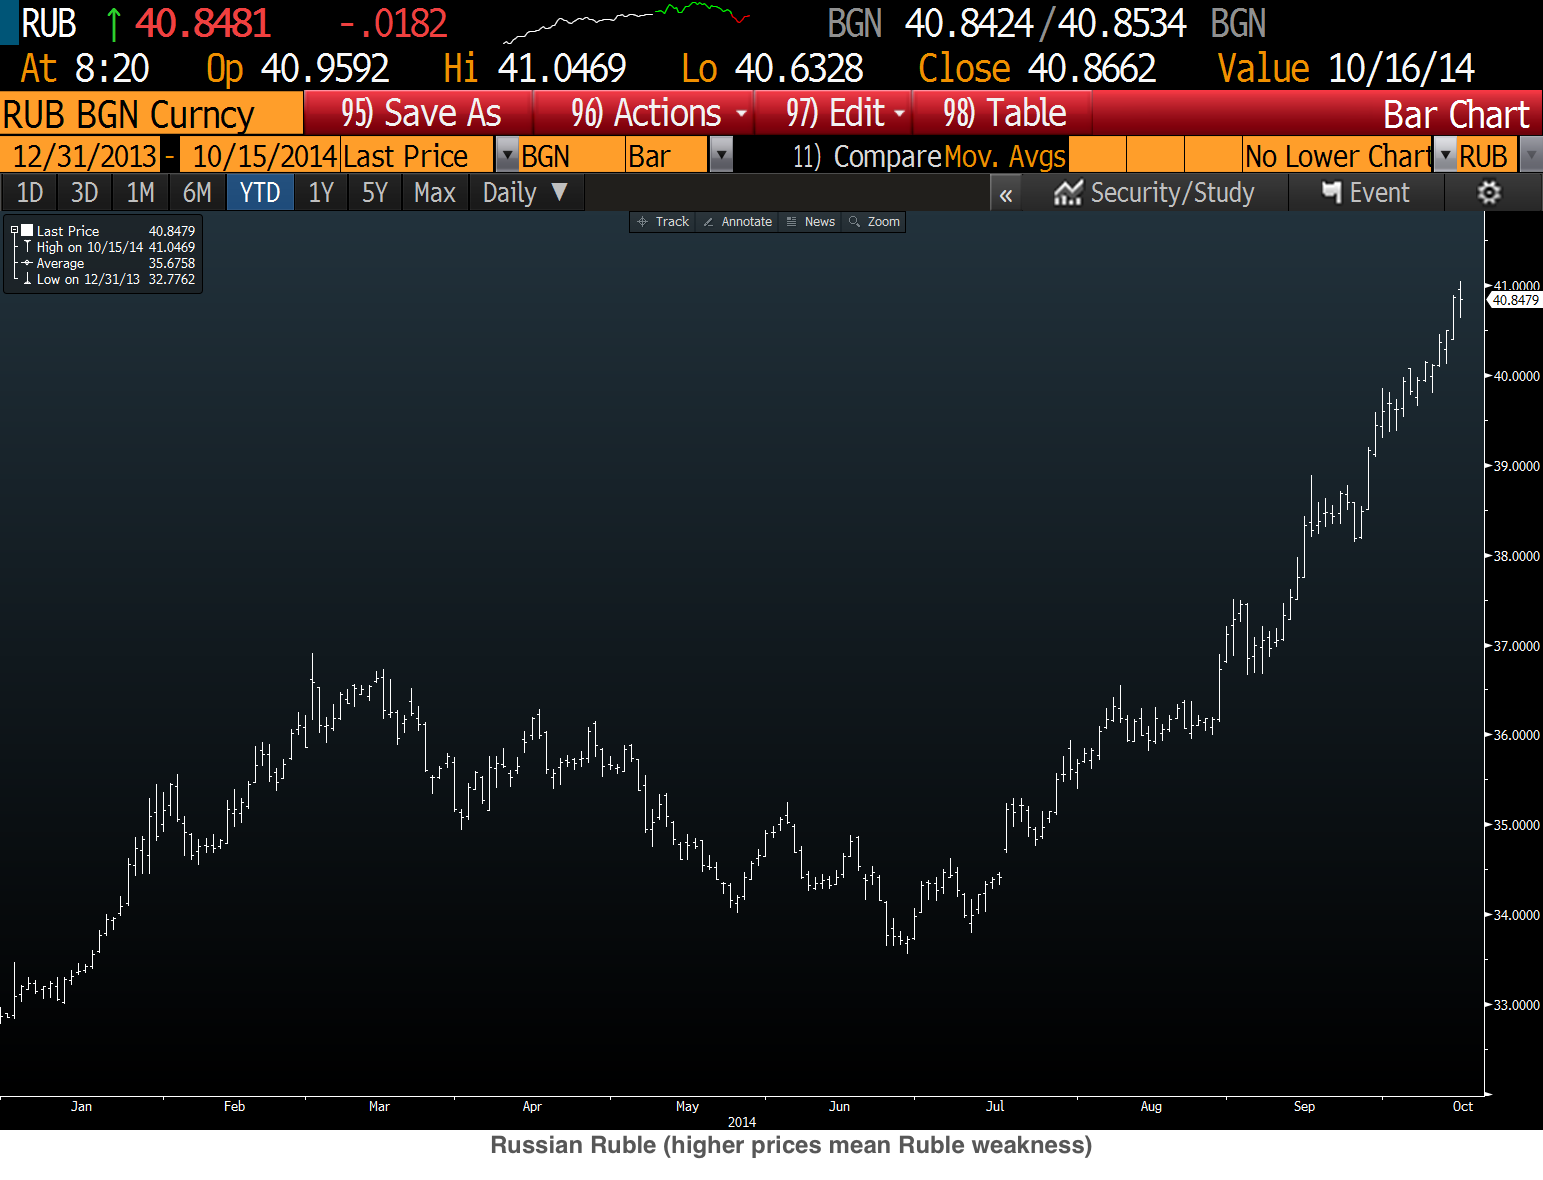 RUB ↑ 40.8481 -.0182 BGN 40.8424/40.8534 BGN
At 8:20 Op 40.9592 Hi 41.0469 Lo 40.6328 Close 40.8662 Value 10/16/14
RUB BGN Curncy 95) Save As 96) Actions 97) Edit 98) Table Bar Chart
12/31/2013 - 10/15/2014 Last Price BGN Bar 11) Compare Mov. Avgs No Lower Chart RUB
1D 3D 1M 6M YTD 1Y 5Y Max Daily ▼ « Security/Study Event
Track Annotate News Zoom
Last Price 40.8479
High on 10/15/14 41.0469
Average 35.6758
Low on 12/31/13 32.7762
41.0000
40.8479
40.0000
39.0000
38.0000
37.0000
36.0000
35.0000
34.0000
33.0000
Jan Feb Mar Apr May Jun Jul Aug Sep Oct
2014
Russian Ruble (higher prices mean Ruble weakness)